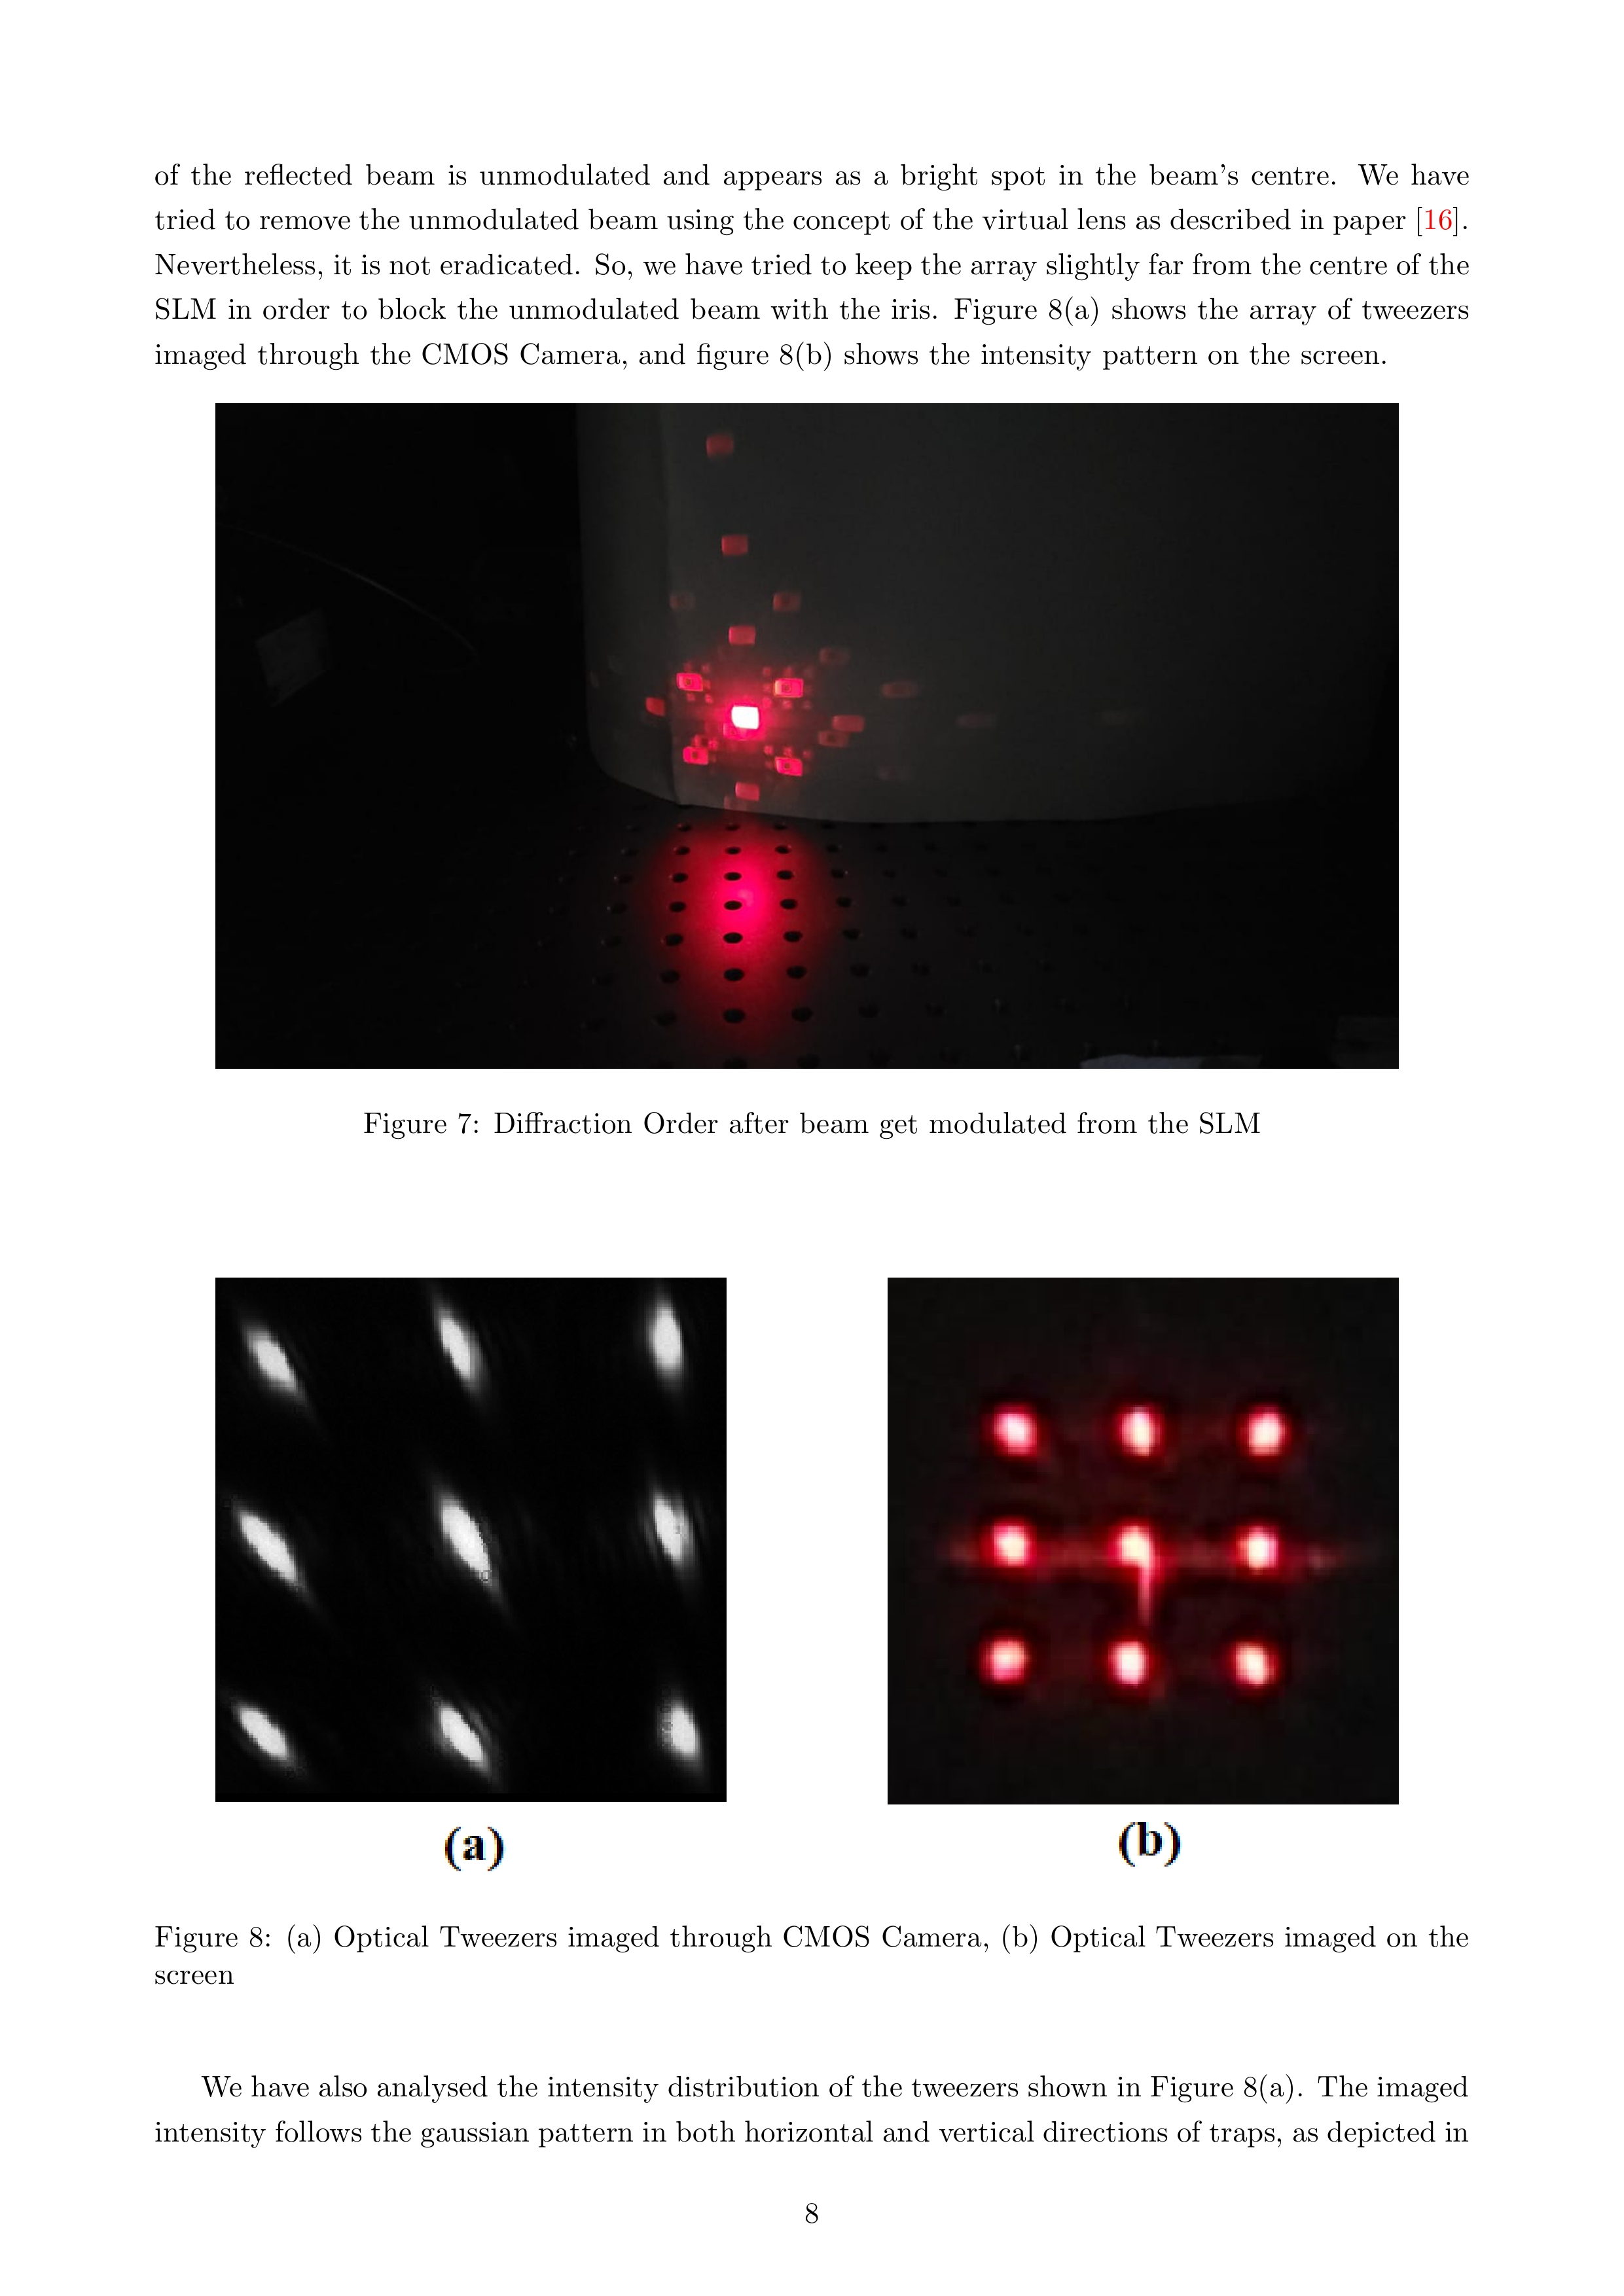 of the reflected beam is unmodulated and appears as a bright spot in the beam's centre. We have
tried to remove the unmodulated beam using the concept of the virtual lens as described in paper [16].
Nevertheless, it is not eradicated. So, we have tried to keep the array slightly far from the centre of the
SLM in order to block the unmodulated beam with the iris. Figure 8(a) shows the array of tweezers
imaged through the CMOS Camera, and figure 8(b) shows the intensity pattern on the screen.
Figure 7: Diffraction Order after beam get modulated from the SLM
(a)
(b)
Figure 8: (a) Optical Tweezers imaged through CMOS Camera, (b) Optical Tweezers imaged on the
screen
We have also analysed the intensity distribution of the tweezers shown in Figure 8(a). The imaged
intensity follows the gaussian pattern in both horizontal and vertical directions of traps, as depicted in
8